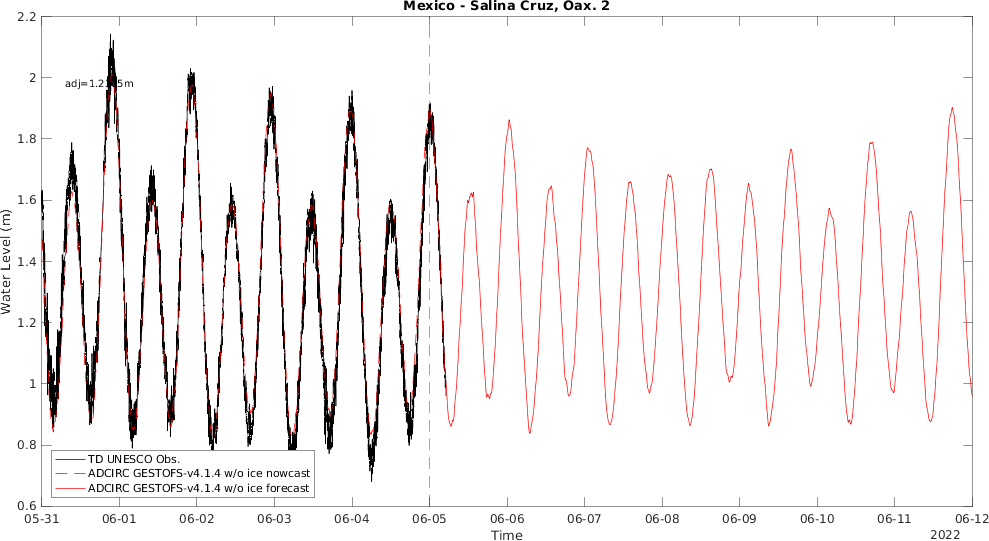 Mexico - Salina Cruz, Oax. 2
2.2
2
1.8
1.6
1.4
1.2
1
0.8
0.6
Water Level (m)
TD UNESCO Obs.
ADCIRC GESTOFS-v4.1.4 w/o ice nowcast
ADCIRC GESTOFS-v4.1.4 w/o ice forecast
05-31 06-01 06-02 06-03 06-04 06-05 06-06 06-07 06-08 06-09 06-10 06-11 06-12
Time
2022